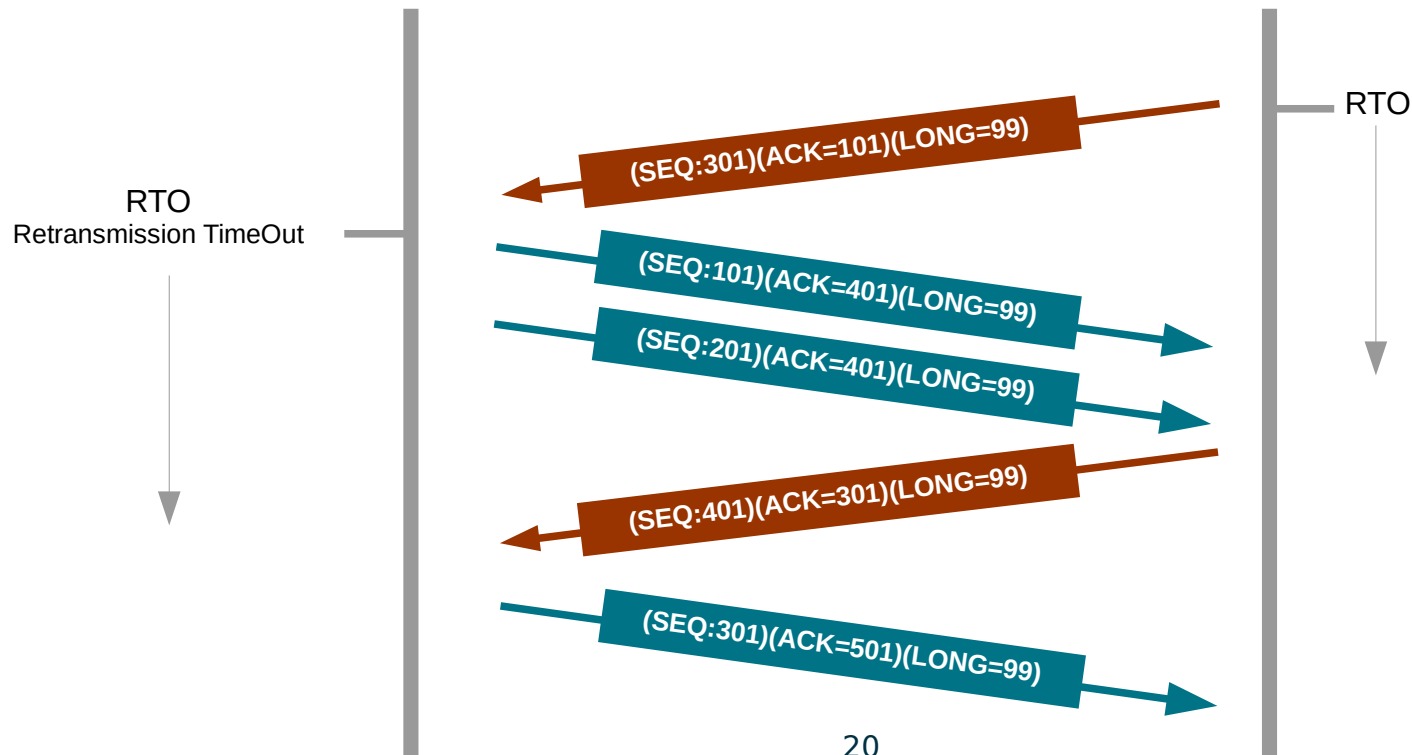 RTO
(SEQ:301)(ACK=101)(LONG=99)
RTO
Retransmission TimeOut
(SEQ:101)(ACK=401)(LONG=99)
(SEQ:201)(ACK=401)(LONG=99)
(SEQ:401)(ACK=301)(LONG=99)
(SEQ:301)(ACK=501)(LONG=99)
20